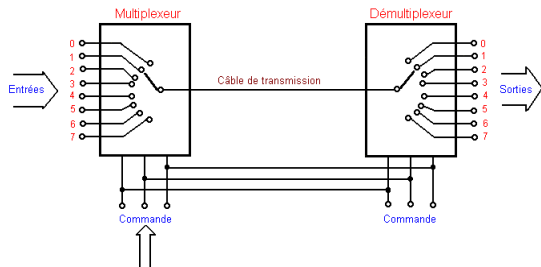 Multiplexeur
Démultiplexeur
0
1
2
3
4
5
6
7
Entrées
Câble de transmission
0
1
2
3
4
5
6
7
Sorties
Commande
Commande